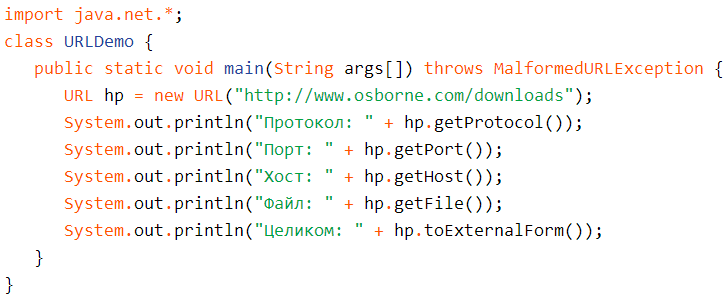 import java.net.*;
class URLDemo {
   public static void main(String args[]) throws MalformedURLException {
      URL hp = new URL("http://www.osborne.com/downloads");
      System.out.println("Протокол: " + hp.getProtocol());
      System.out.println("Порт: " + hp.getPort());
      System.out.println("Хост: " + hp.getHost());
      System.out.println("Файл: " + hp.getFile());
      System.out.println("Целиком: " + hp.toExternalForm());
   }
}